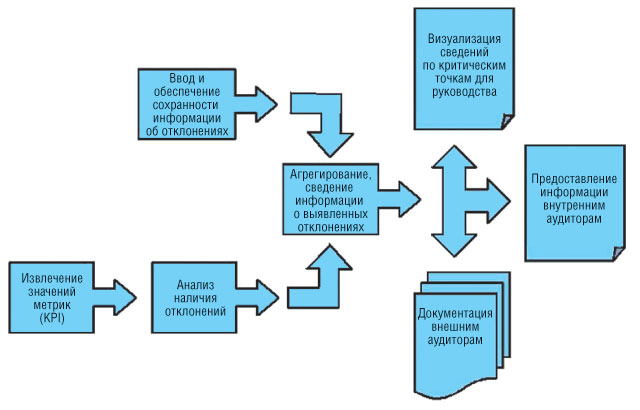 Визуализация
сведений
по критическим
точкам для
руководства
Ввод и
обеспечение
сохранности
информации
об отклонениях
Агрегирование,
сведение
информации
о выявленных
отклонениях
Предоставление
информации
внутренним
аудиторам
Извлечение
значений
метрик
(KPI)
Анализ
наличия
отклонений
Документация
внешним
аудиторам